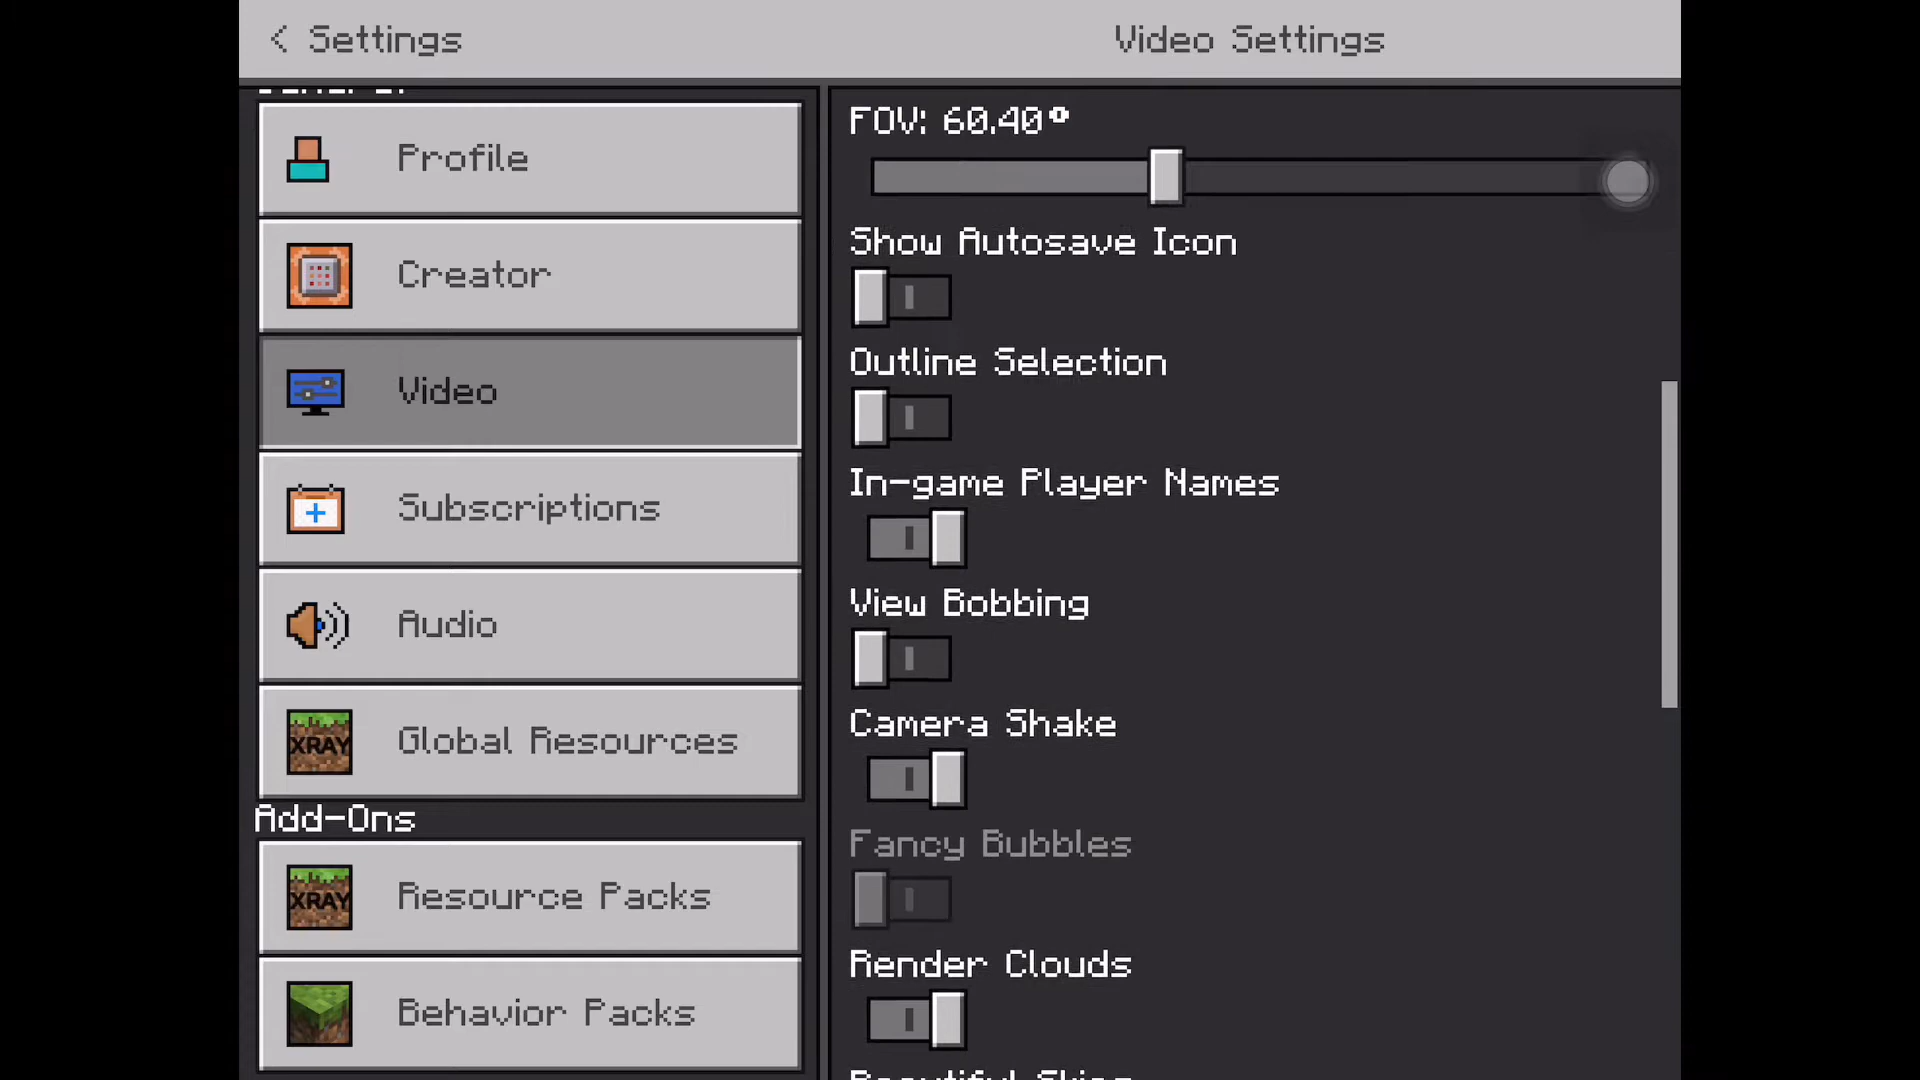 Settings
Video Settings
Profile
Creator
Video
Subscriptions
Audio
XRAY Global Resources
Add-Ons
XRAY Resource Packs
Behavior Packs
FOV: 60.40°
Show Autosave Icon
Outline Selection
In-game Player Names
View Bobbing
Camera Shake
Fancy Bubbles
Render Clouds